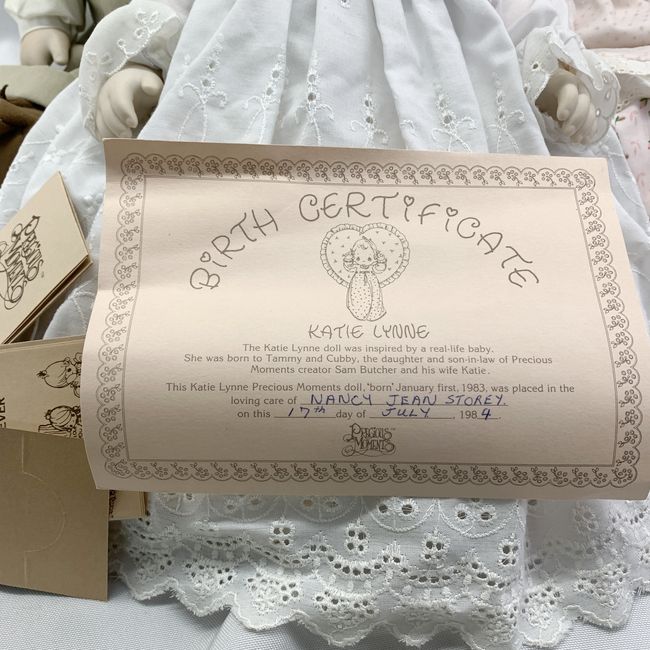 BIRTH CERTIFICATE
KATIE LYNNE
The Katie Lynne doll was inspired by a real-life baby.
She was born to Tammy and Cubby, the daughter and son-in-law of Precious
Moments creator Sam Butcher and his wife Katie.
This Katie Lynne Precious Moments doll, 'born' January first, 1983, was placed in the
loving care of NANCY JEAN STOREY.
on this 17th day of JULY, 1984.
PRECIOUS MOMENTS™
PRECIOUS MOMENTS
EVER